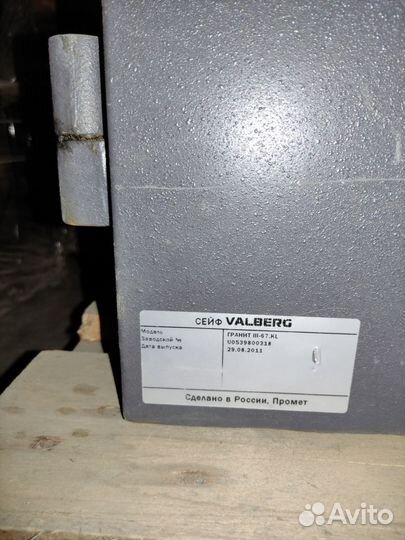 СЕЙФ VALBERG
Модель ГРАНИТ III-67.KL
Заводской № U0539800318
Дата выпуска 29.08.2011
Сделано в России, Промет
Avito